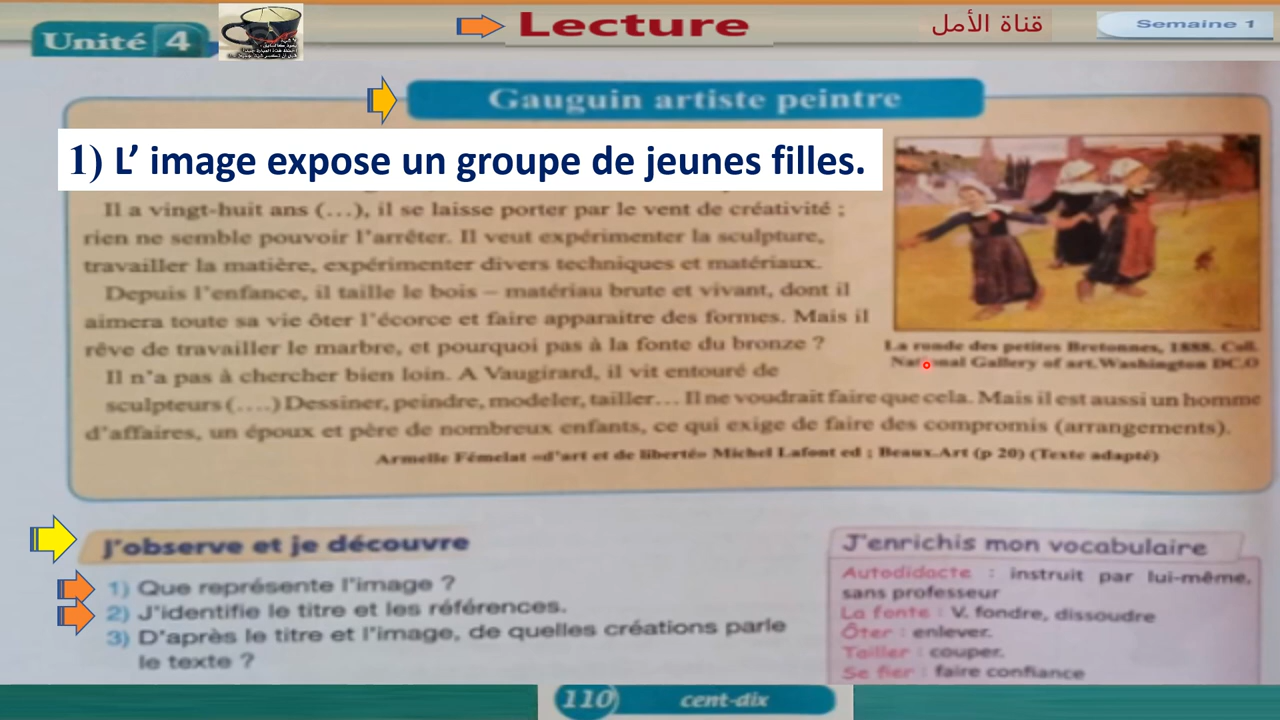 Unité 4
Lecture
قناة الأمل
Semaine 1
Gauguin artiste peintre
1) L’ image expose un groupe de jeunes filles.
Il a vingt-huit ans (...), il se laisse porter par le vent de créativité ;
rien ne semble pouvoir l'arrêter. Il veut expérimenter la sculpture,
travailler la matière, expérimenter divers techniques et matériaux.
Depuis l'enfance, il taille le bois – matériau brute et vivant, dont il
aimera toute sa vie ôter l'écorce et faire apparaitre des formes. Mais il
rêve de travailler le marbre, et pourquoi pas à la fonte du bronze ?
Il n'a pas à chercher bien loin. A Vaugirard, il vit entouré de
sculpteurs (....) Dessiner, peindre, modeler, tailler... Il ne voudrait faire que cela. Mais il est aussi un homme
d'affaires, un époux et père de nombreux enfants, ce qui exige de faire des compromis (arrangements).
Armelle Fémelat «d'art et de liberté» Michel Lafont ed ; Beaux.Art (p 20) (Texte adapté)
La ronde des petites Bretonnes, 1888. Coll.
National Gallery of art.Washington DC.O
J'observe et je découvre
1) Que représente l'image ?
2) J'identifie le titre et les références.
3) D'après le titre et l'image, de quelles créations parle
le texte ?
J'enrichis mon vocabulaire
Autodidacte : instruit par lui-même,
sans professeur
La fonte : V. fondre, dissoudre
Ôter : enlever.
Tailler : couper.
Se fier : faire confiance
110 cent-dix